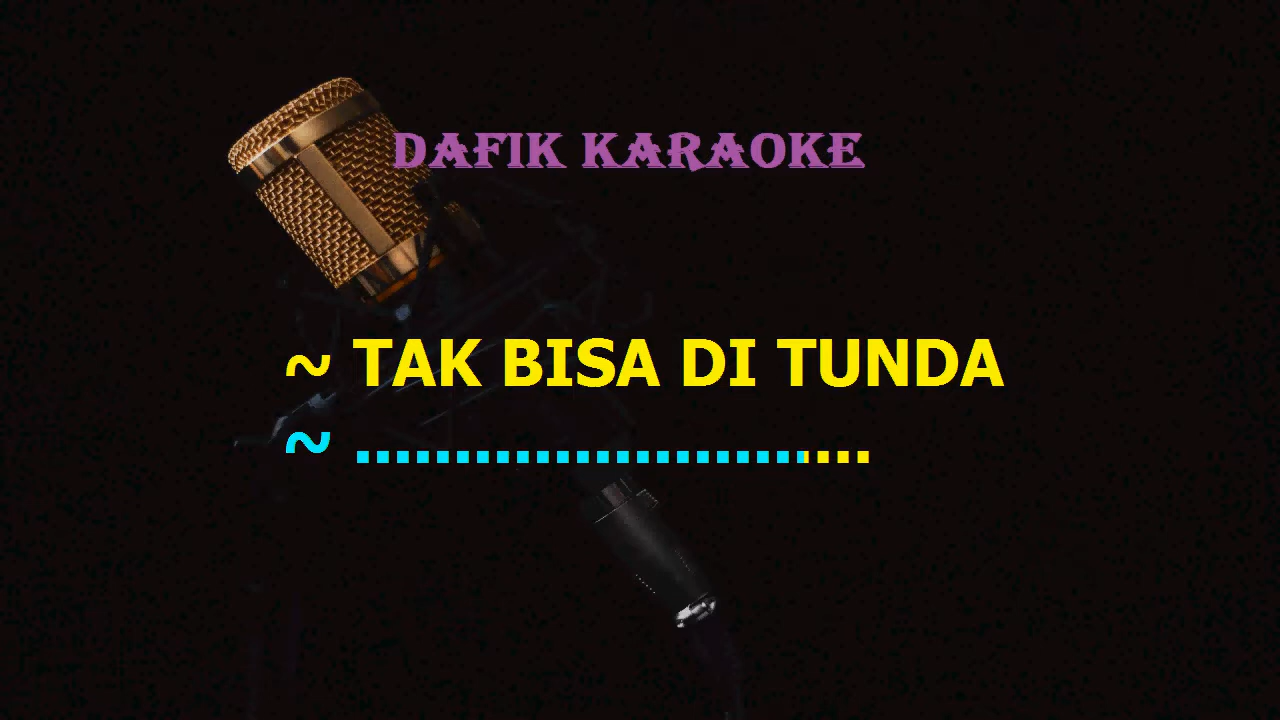 DAFIK KARAOKE
~ TAK BISA DI TUNDA
~ ..........................